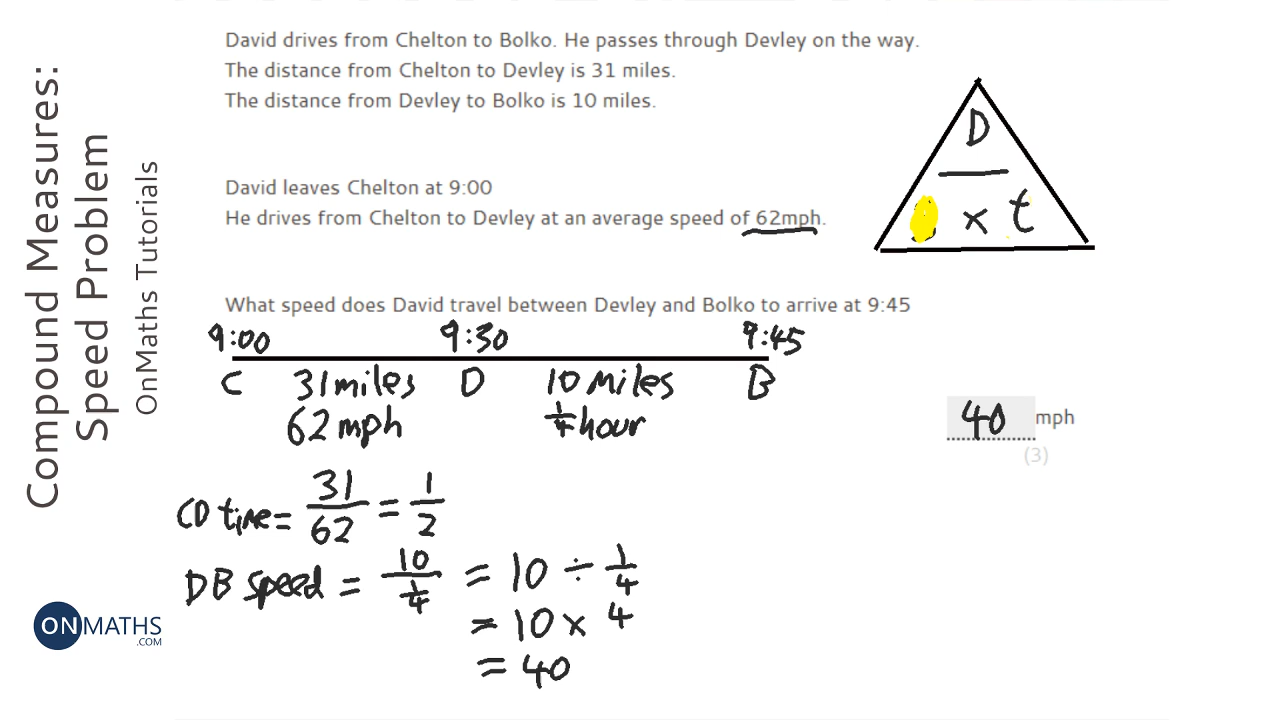 Compound Measures:
Speed Problem
OnMaths Tutorials
David drives from Chelton to Bolko. He passes through Devley on the way.
The distance from Chelton to Devley is 31 miles.
The distance from Devley to Bolko is 10 miles.
David leaves Chelton at 9:00
He drives from Chelton to Devley at an average speed of 62mph.
D
x t
What speed does David travel between Devley and Bolko to arrive at 9:45
9:00 9:30 9:45
C 31 miles D 10 Miles B
62 mph 1/4 hour
40 mph
(3)
CD time = 31/62 = 1/2
DB speed = 10/1/4 = 10 ÷ 1/4
= 10 x 4
= 40
ONMATHS
.COM